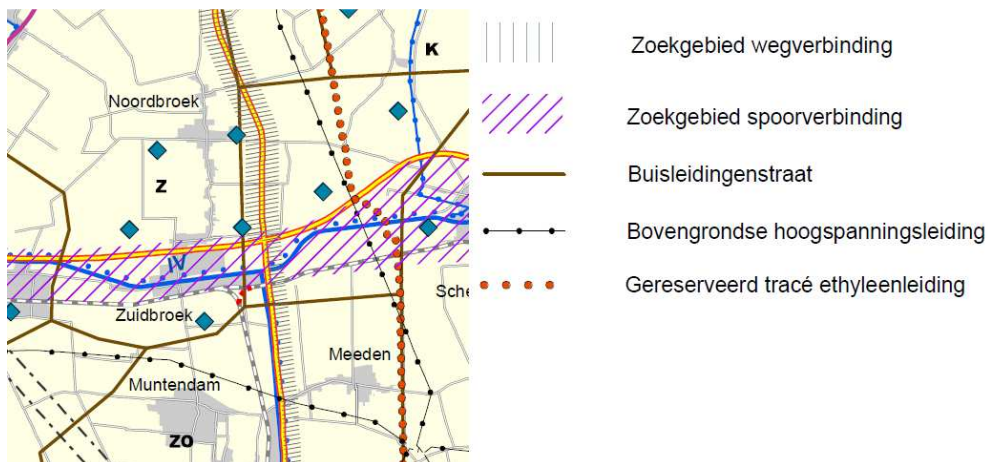 K
Noordbroek
Z
IV
Zuidbroek
Sche
Meeden
Muntendam
ZO
Zoekgebied wegverbinding
Zoekgebied spoorverbinding
Buisleidingenstraat
Bovengrondse hoogspanningsleiding
Gereserveerd tracé ethyleenleiding